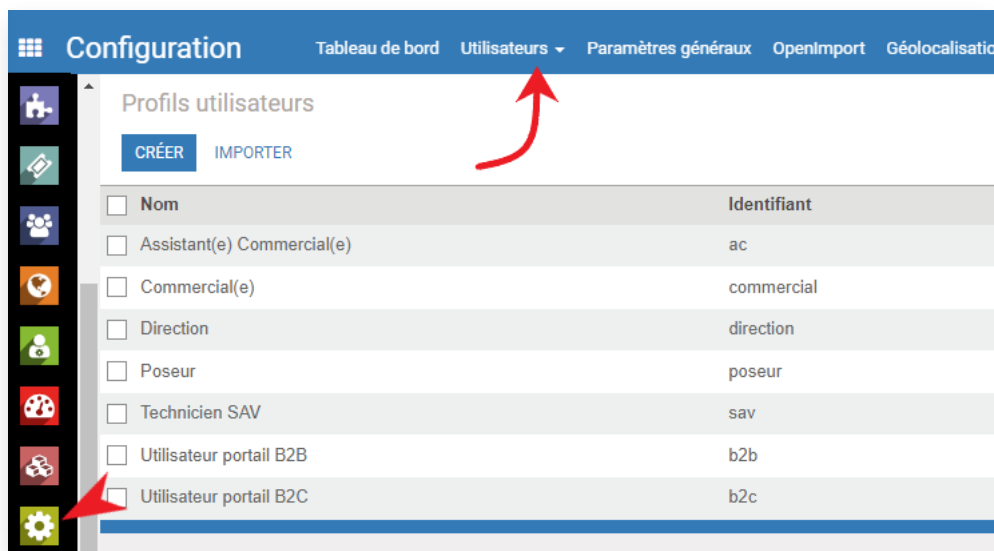 Configuration Tableau de bord Utilisateurs Paramètres généraux OpenImport Géolocalisatio
Profils utilisateurs
CRÉER IMPORTER
Nom Identifiant
Assistant(e) Commercial(e) ac
Commercial(e) commercial
Direction direction
Poseur poseur
Technicien SAV sav
Utilisateur portail B2B b2b
Utilisateur portail B2C b2c